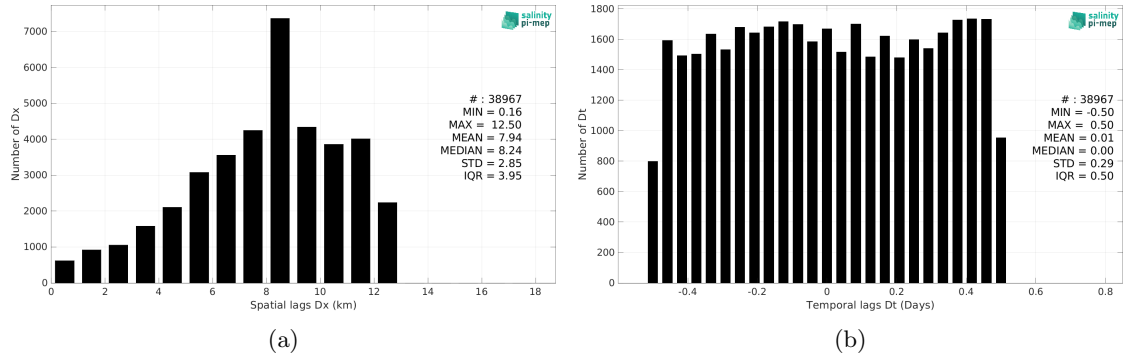 salinity
pi-mep
7000
6000
5000
4000
3000
2000
1000
0
Number of Dx
# : 38967
MIN = 0.16
MAX = 12.50
MEAN = 7.94
MEDIAN = 8.24
STD = 2.85
IQR = 3.95
0 2 4 6 8 10 12 14 16 18
Spatial lags Dx (km)
(a)
salinity
pi-mep
1800
1600
1400
1200
1000
800
600
400
200
0
Number of Dt
# : 38967
MIN = -0.50
MAX = 0.50
MEAN = 0.01
MEDIAN = 0.00
STD = 0.29
IQR = 0.50
-0.4 -0.2 0 0.2 0.4 0.6 0.8
Temporal lags Dt (Days)
(b)